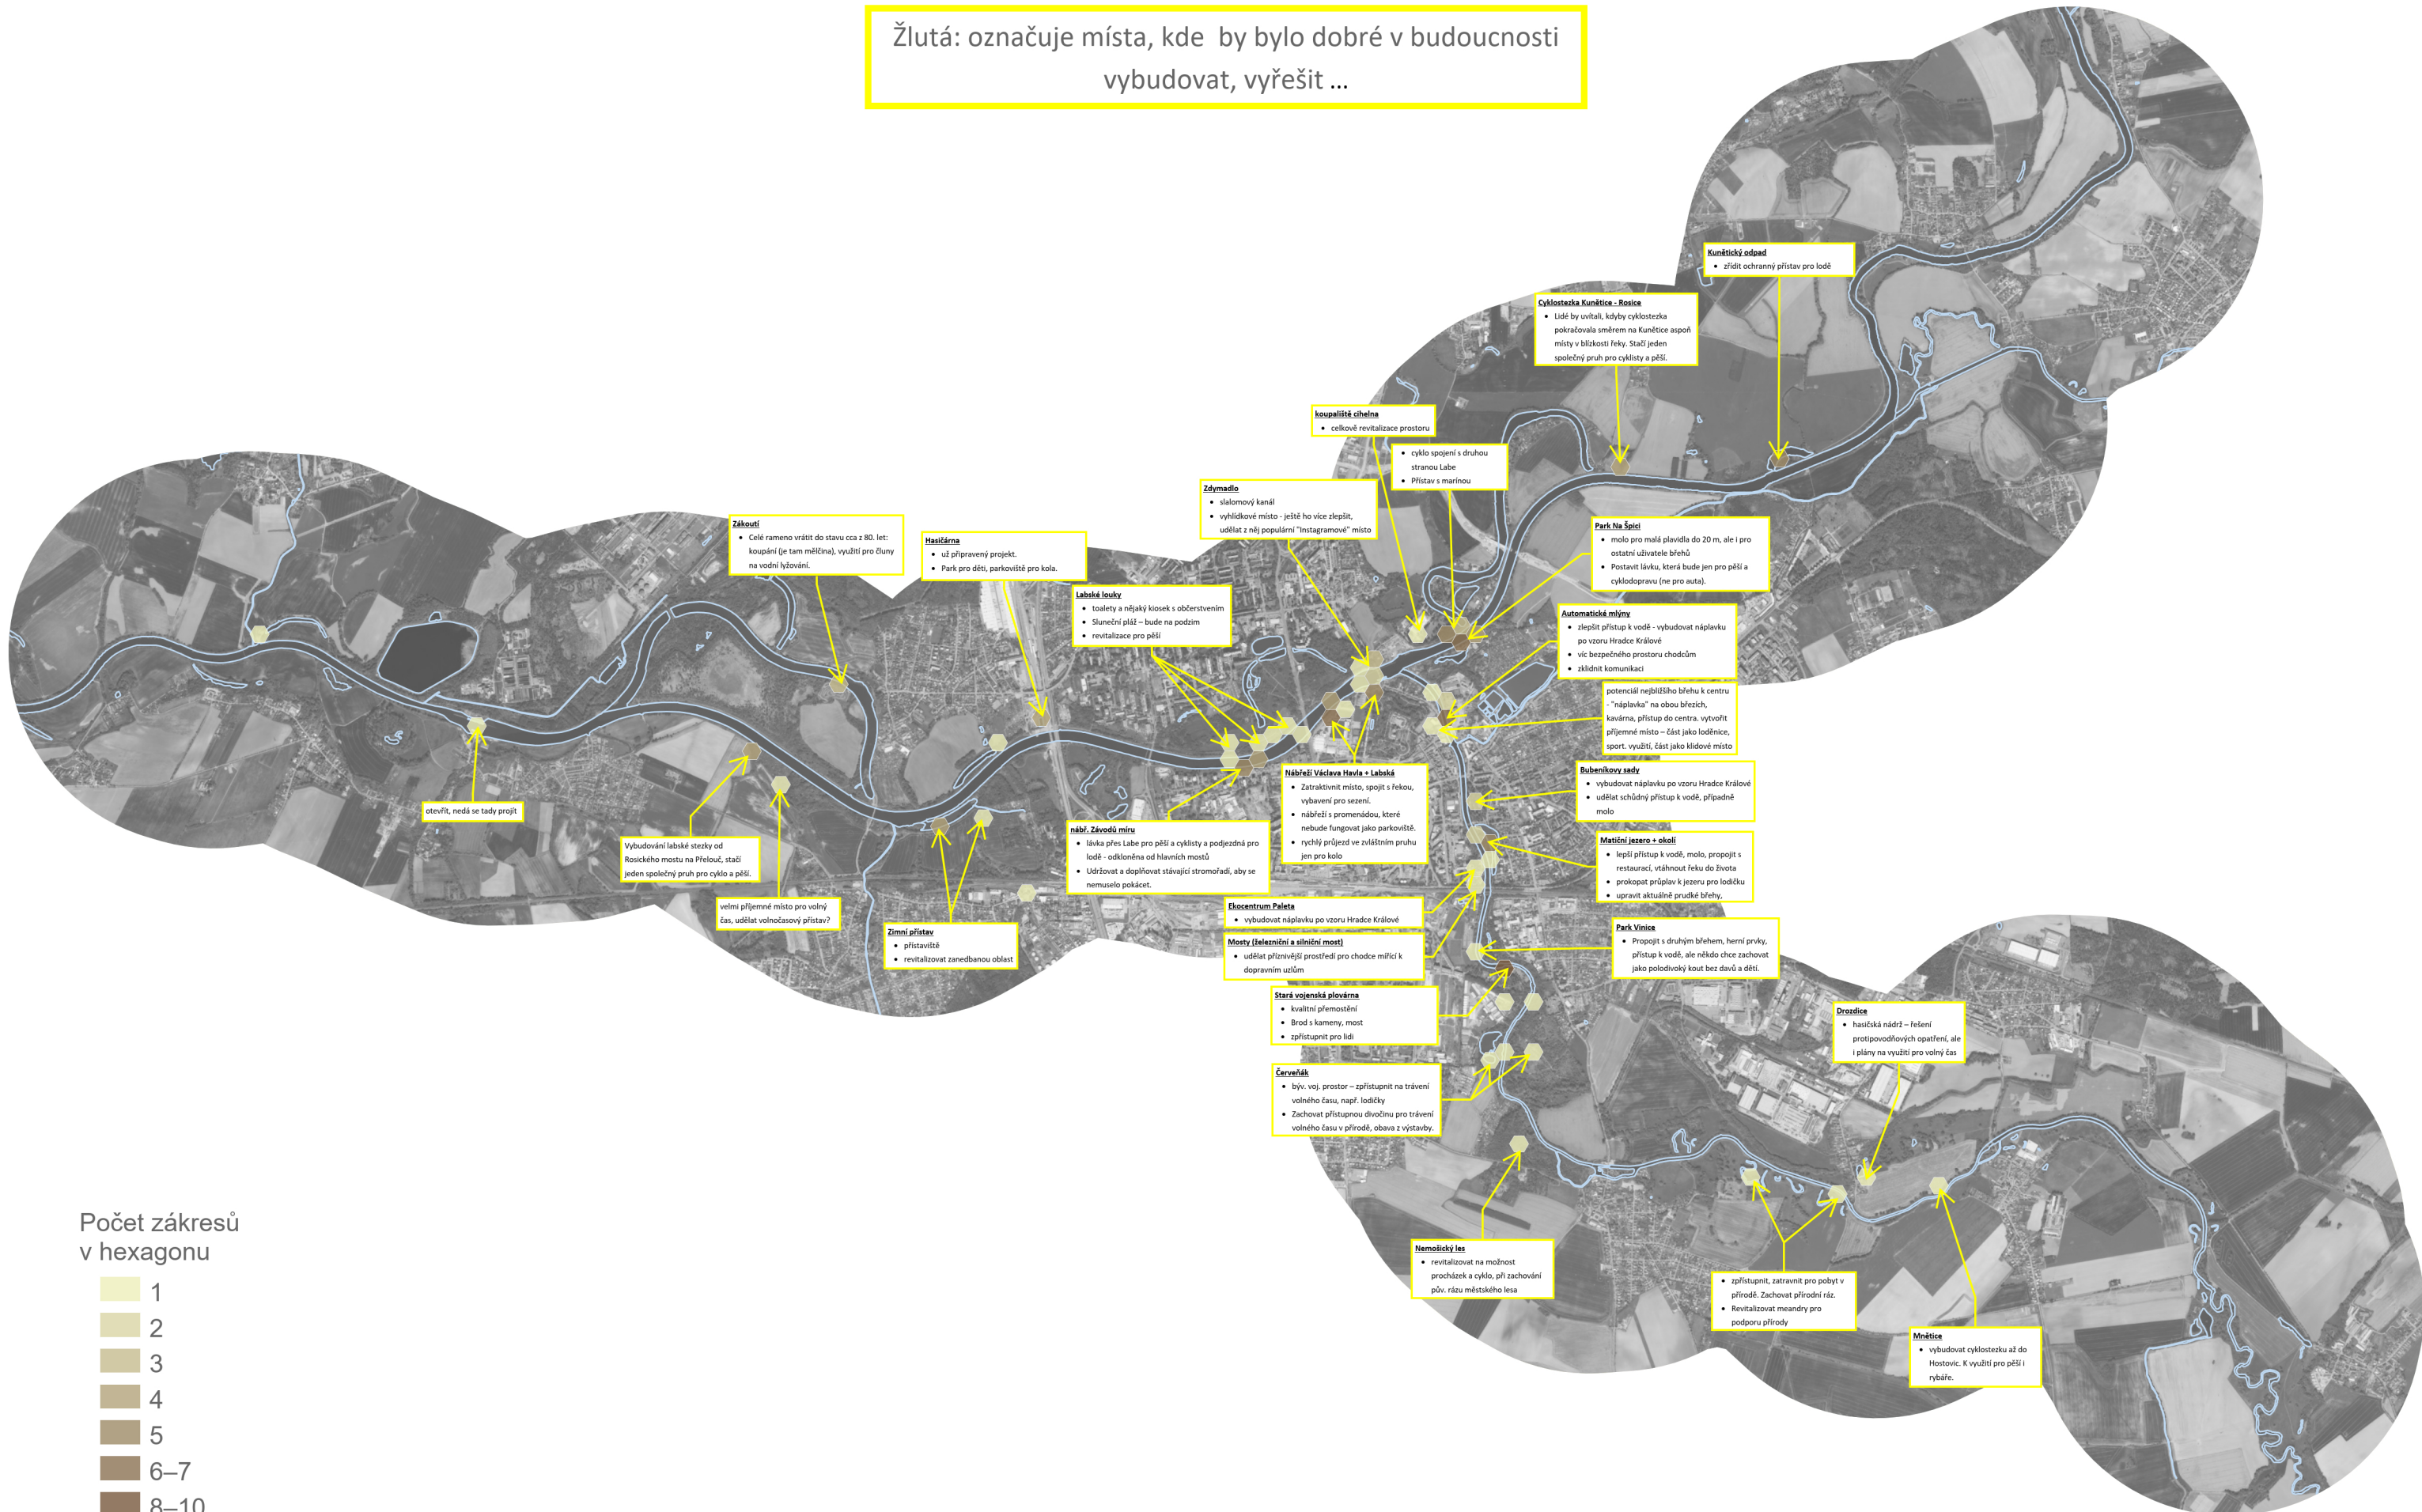 Žlutá: označuje místa, kde by bylo dobré v budoucnosti
vybudovat, vyřešit ...
Kunětický odpad
• zřídit ochranný přístav pro lodě
Cyklostezka Kunětice - Rosice
• Lidé by uvítali, kdyby cyklostezka
pokračovala směrem na Kunětice aspoň
místy v blízkosti řeky. Stačí jeden
společný pruh pro cyklisty a pěší.
koupaliště cihelna
• celkově revitalizace prostoru
• cyklo spojení s druhou
stranou Labe
• Přístav s marínou
Zdymadlo
• slalomový kanál
• vyhlídkové místo - ještě ho více zlepšit,
udělat z něj populární "Instagramové" místo
Zákoutí
• Celé rameno vrátit do stavu cca z 80. let:
koupání (je tam mělčina), využití pro čluny
na vodní lyžování.
Hasičárna
• už připravený projekt.
• Park pro děti, parkoviště pro kola.
Park Na Špici
• molo pro malá plavidla do 20 m, ale i pro
ostatní uživatele břehů
• Postavit lávku, která bude jen pro pěší a
cyklodopravu (ne pro auta).
Labské louky
• toalety a nějaký kiosek s občerstvením
• Sluneční pláž – bude na podzim
• revitalizace pro pěší
Automatické mlýny
• zlepšit přístup k vodě - vybudovat náplavku
po vzoru Hradce Králové
• víc bezpečného prostoru chodcům
• zklidnit komunikaci
potenciál nejbližšího břehu k centru
- "náplavka" na obou březích,
kavárna, přístup do centra. vytvořit
příjemné místo – část jako loděnice,
sport. využití, část jako klidové místo
Bubeníkovy sady
• vybudovat náplavku po vzoru Hradce Králové
• udělat schůdný přístup k vodě, případně
molo
Nábřeží Václava Havla + Labská
• Zatraktivnit místo, spojit s řekou,
vybavení pro sezení.
• nábřeží s promenádou, které
nebude fungovat jako parkoviště.
• rychlý průjezd ve zvláštním pruhu
jen pro kolo
otevřít, nedá se tady projít
Vybudování labské stezky od
Rosického mostu na Přelouč, stačí
jeden společný pruh pro cyklo a pěší.
nábř. Závodů míru
• lávka přes Labe pro pěší a cyklisty a podjezdná pro
lodě - odkloněna od hlavních mostů
• Udržovat a doplňovat stávající stromořadí, aby se
nemuselo pokácet.
Matiční jezero + okolí
• lepší přístup k vodě, molo, propojit s
restaurací, vtáhnout řeku do života
• prokopat průplav k jezeru pro lodičku
• upravit aktuálně prudké břehy,
velmi příjemné místo pro volný
čas, udělat volnočasový přístav?
Zimní přístav
• přístaviště
• revitalizovat zanedbanou oblast
Ekocentrum Paleta
• vybudovat náplavku po vzoru Hradce Králové
Mosty (železniční a silniční most)
• udělat příznivější prostředí pro chodce mířící k
dopravním uzlům
Park Vinice
• Propojit s druhým břehem, herní prvky,
přístup k vodě, ale někdo chce zachovat
jako polodivoký kout bez davů a dětí.
Stará vojenská plovárna
• kvalitní přemostění
• Brod s kameny, most
• zpřístupnit pro lidi
Drozdice
• hasičská nádrž – řešení
protipovodňových opatření, ale
i plány na využití pro volný čas
Červeňák
• býv. voj. prostor – zpřístupnit na trávení
volného času, např. lodičky
• Zachovat přístupnou divočinu pro trávení
volného času v přírodě, obava z výstavby.
Nemošický les
• revitalizovat na možnost
procházek a cyklo, při zachování
pův. rázu městského lesa
• zpřístupnit, zatravnit pro pobyt v
přírodě. Zachovat přírodní ráz.
• Revitalizovat meandry pro
podporu přírody
Mnětice
• vybudovat cyklostezku až do
Hostovic. K využití pro pěší i
rybáře.
Počet zákresů
v hexagonu
1
2
3
4
5
6–7
8–10